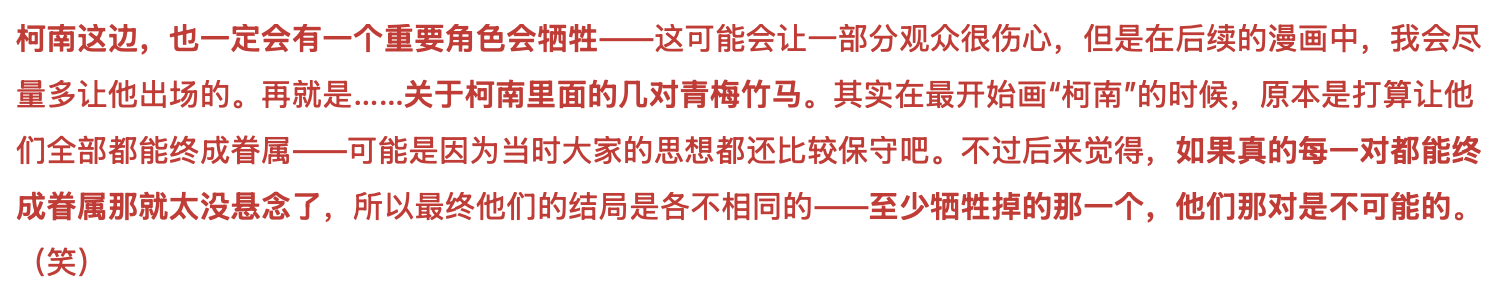 柯南这边，也一定会有一个重要角色会牺牲——这可能会让一部分观众很伤心，但是在后续的漫画中，我会尽
量多让他出场的。再就是……关于柯南里面的几对青梅竹马。其实在最开始画“柯南”的时候，原本是打算让他
们全部都能终成眷属——可能是因为当时大家的思想都还比较保守吧。不过后来觉得，如果真的每一对都能终
成眷属那就太没悬念了，所以最终他们的结局是各不相同的——至少牺牲掉的那一个，他们那对是不可能的。
（笑）